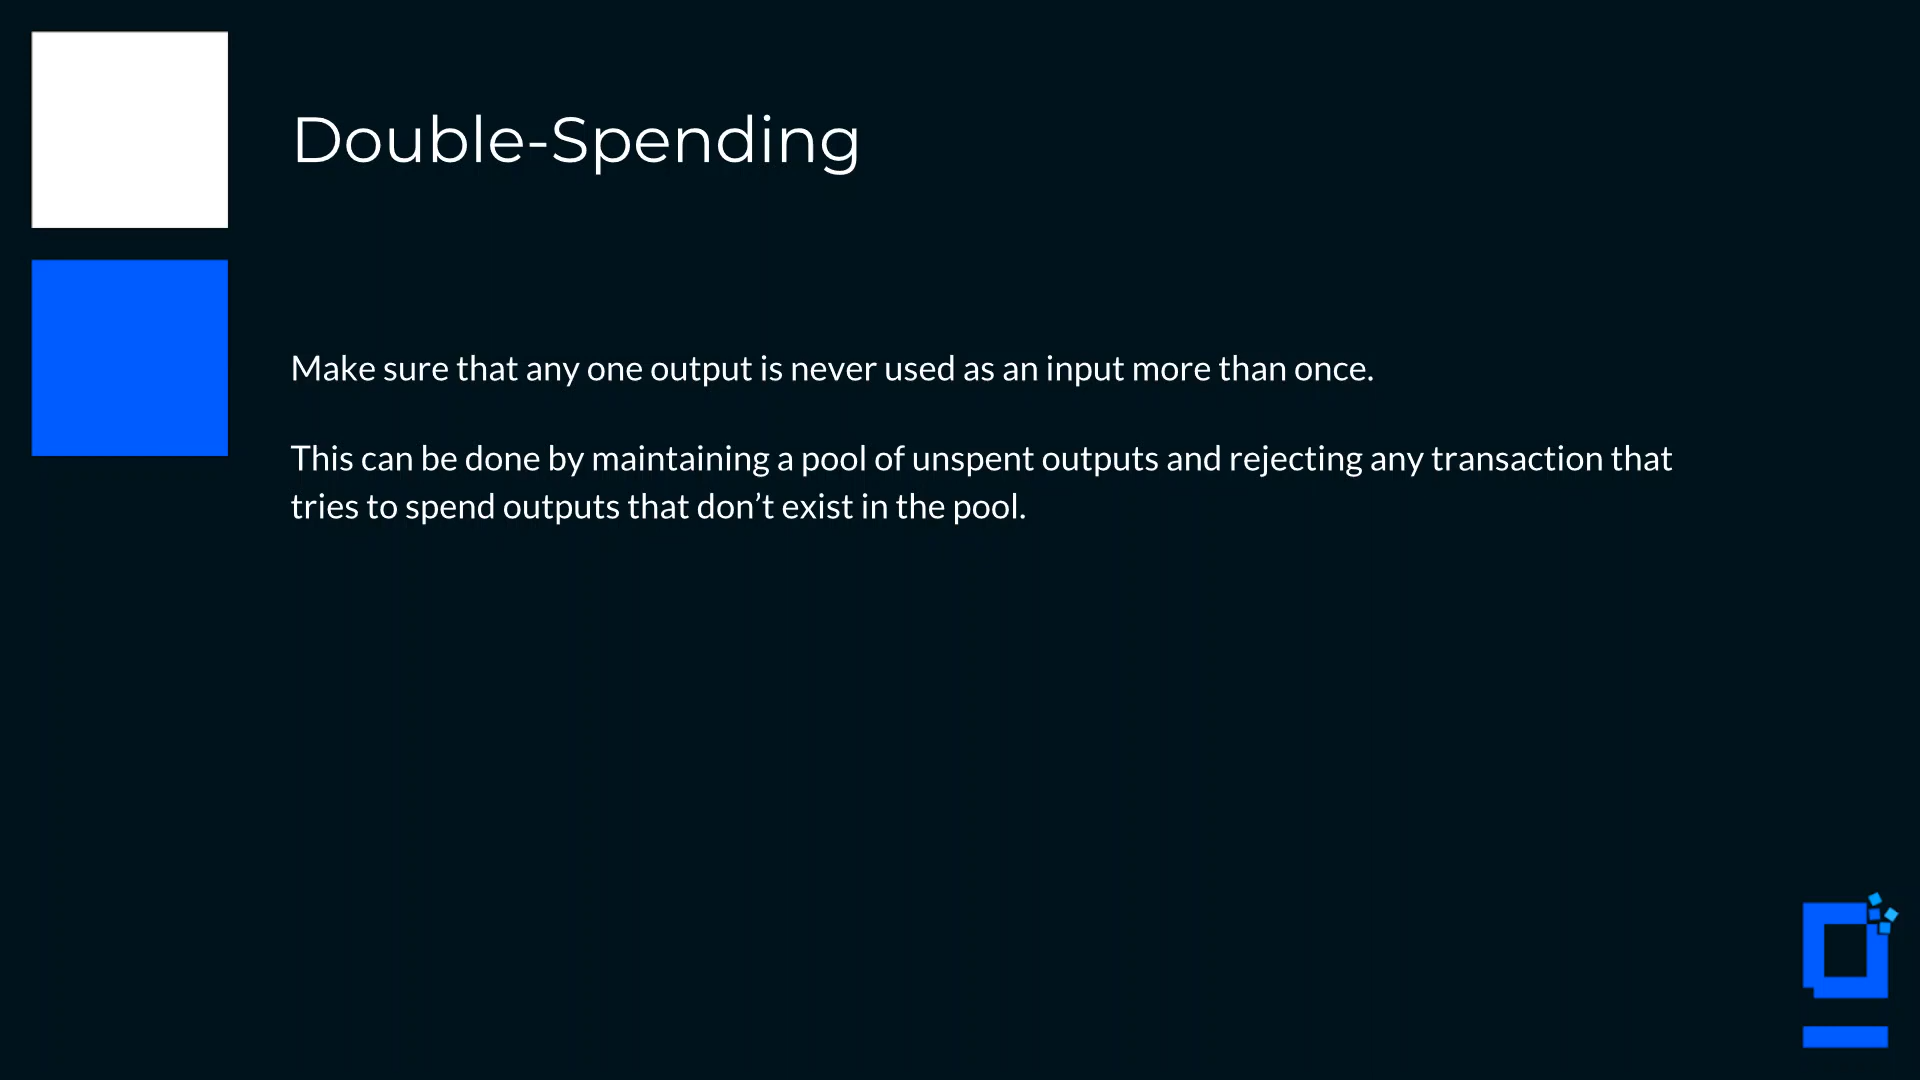 Double-Spending
Make sure that any one output is never used as an input more than once.
This can be done by maintaining a pool of unspent outputs and rejecting any transaction that
tries to spend outputs that don’t exist in the pool.